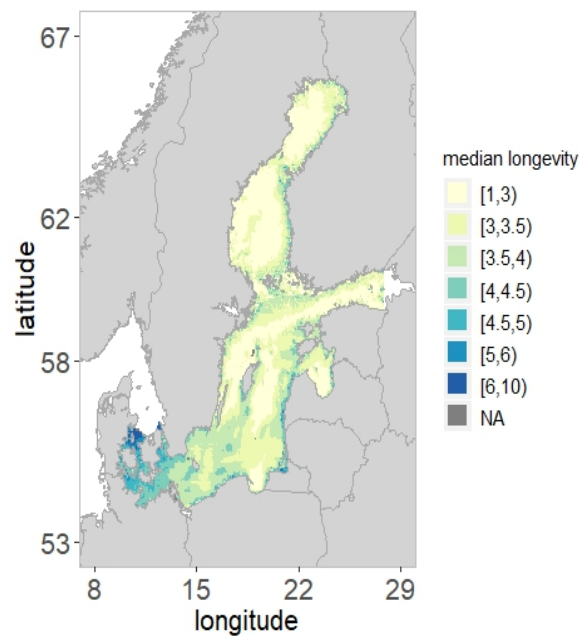 67
62
58
53
latitude
8 15 22 29
longitude
median longevity
[1,3)
[3,3.5)
[3.5,4)
[4,4.5)
[4.5,5)
[5,6)
[6,10)
NA